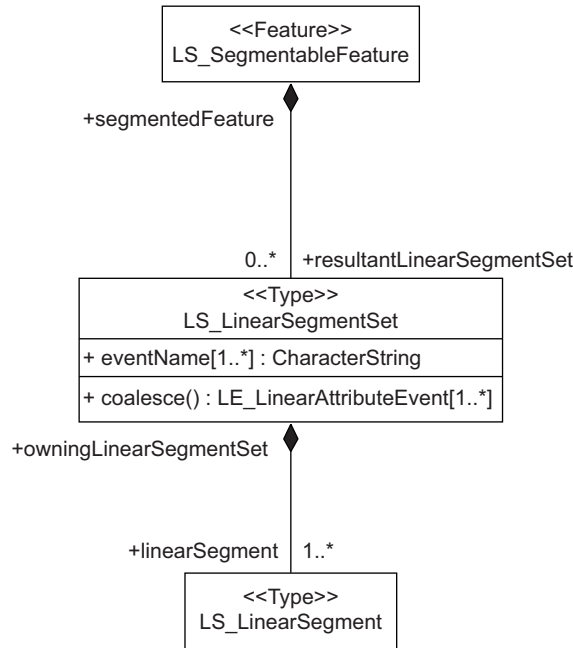 <<Feature>>
LS_SegmentableFeature
+segmentedFeature
0..* +resultantLinearSegmentSet
<<Type>>
LS_LinearSegmentSet
+ eventName[1..*] : CharacterString
+ coalesce() : LE_LinearAttributeEvent[1..*]
+owningLinearSegmentSet
+linearSegment 1..*
<<Type>>
LS_LinearSegment